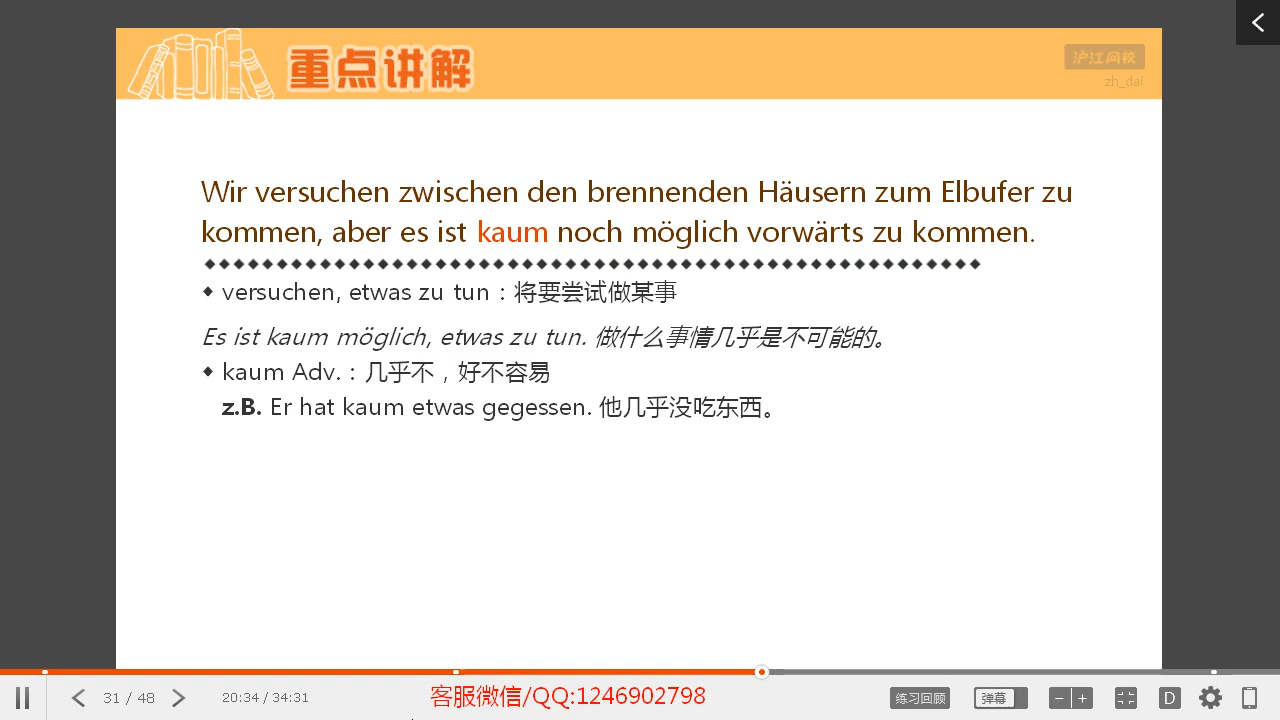 重点讲解
沪江网校
zh_dai
Wir versuchen zwischen den brennenden Häusern zum Elbufer zu
kommen, aber es ist kaum noch möglich vorwärts zu kommen.
versuchen, etwas zu tun：将要尝试做某事
Es ist kaum möglich, etwas zu tun. 做什么事情几乎是不可能的。
kaum Adv.：几乎不，好不容易
z.B. Er hat kaum etwas gegessen. 他几乎没吃东西。
31 / 48
20:34 / 34:31
客服微信/QQ:1246902798
练习回顾
弹幕
D